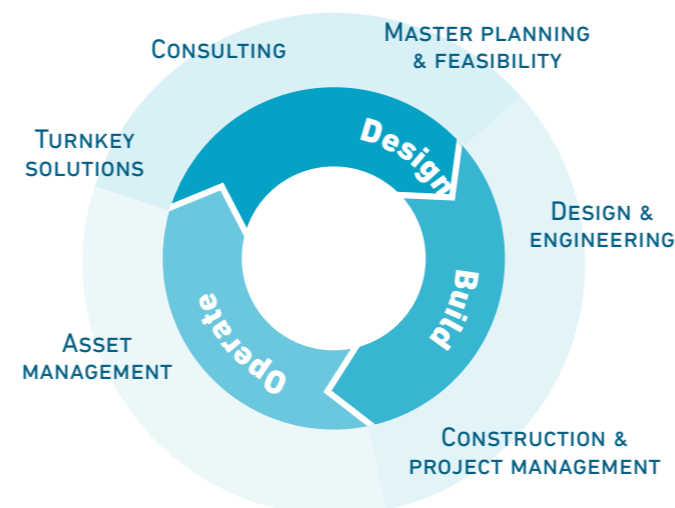 CONSULTING
MASTER PLANNING
& FEASIBILITY
TURNKEY
SOLUTIONS
Design
DESIGN &
ENGINEERING
Build
Operate
ASSET
MANAGEMENT
CONSTRUCTION &
PROJECT MANAGEMENT